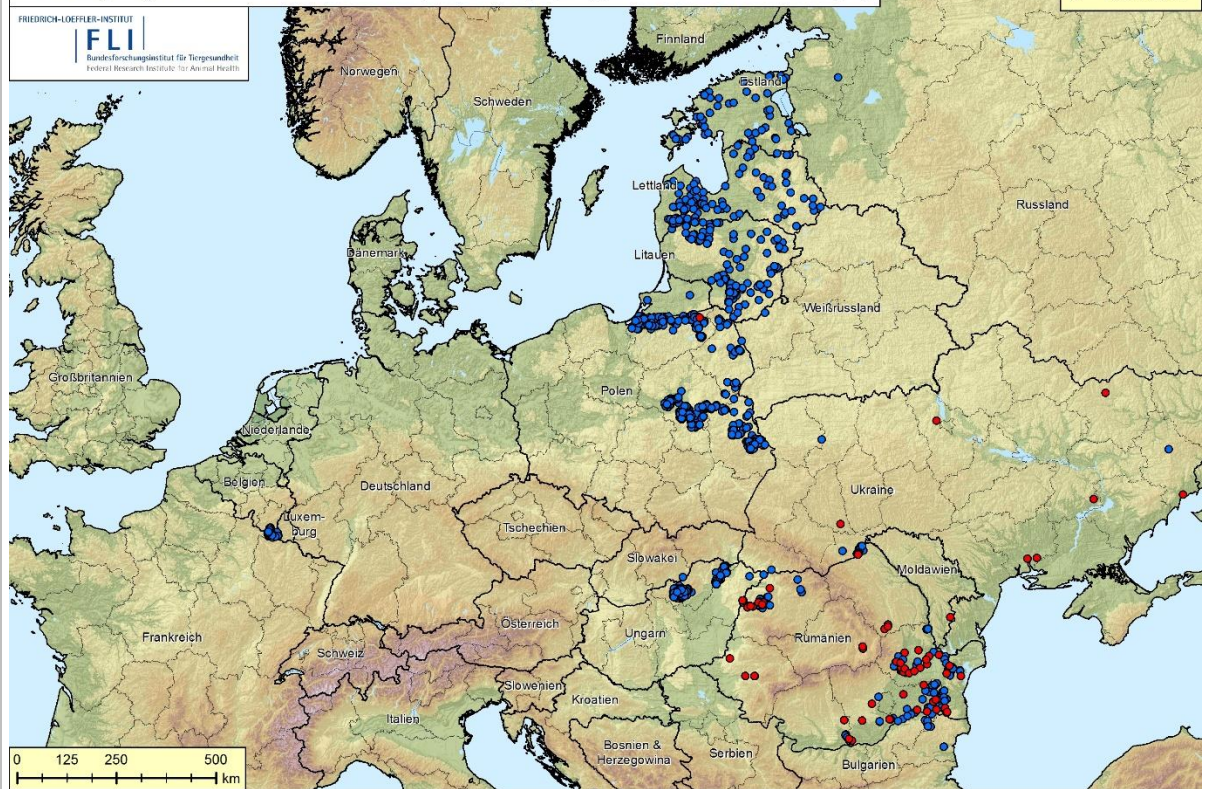 FRIEDRICH-LOEFFLER-INSTITUT
FLI
Bundesforschungsinstitut für Tiergesundheit
Federal Research Institute for Animal Health
Finnland
Norwegen
Schweden
Estland
Lettland
Russland
Dänemark
Litauen
Weißrussland
Großbritannien
Polen
Niederlande
Belgien
Deutschland
Ukraine
Luxem-
burg
Tschechien
Slowakei
Moldawien
Österreich
Ungarn
Frankreich
Rumänien
Schweiz
Slowenien
Kroatien
Italien
Bosnien &
Herzegowina
Serbien
Bulgarien
0 125 250 500
km